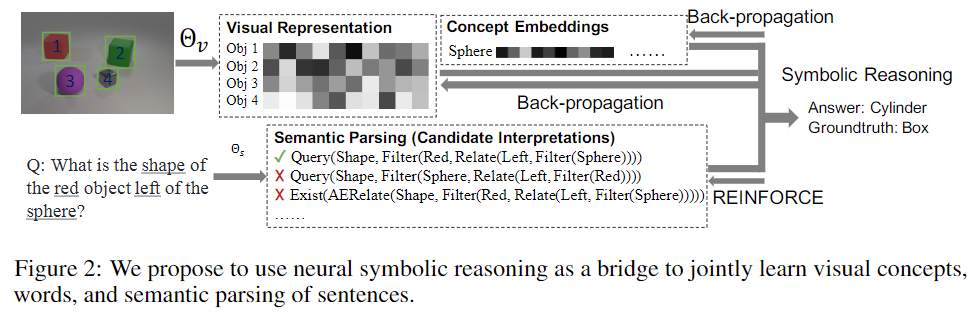 1
2
3
4
Θv
Visual Representation
Obj 1
Obj 2
Obj 3
Obj 4
Concept Embeddings
Sphere ......
Back-propagation
Back-propagation
Symbolic Reasoning
Answer: Cylinder
Groundtruth: Box
Q: What is the shape of
the red object left of the
sphere?
Θs
Semantic Parsing (Candidate Interpretations)
✓ Query(Shape, Filter(Red, Relate(Left, Filter(Sphere))))
✗ Query(Shape, Filter(Sphere, Relate(Left, Filter(Red))))
✗ Exist(AERelate(Shape, Filter(Red, Relate(Left, Filter(Sphere)))))
......
REINFORCE
Figure 2: We propose to use neural symbolic reasoning as a bridge to jointly learn visual concepts,
words, and semantic parsing of sentences.